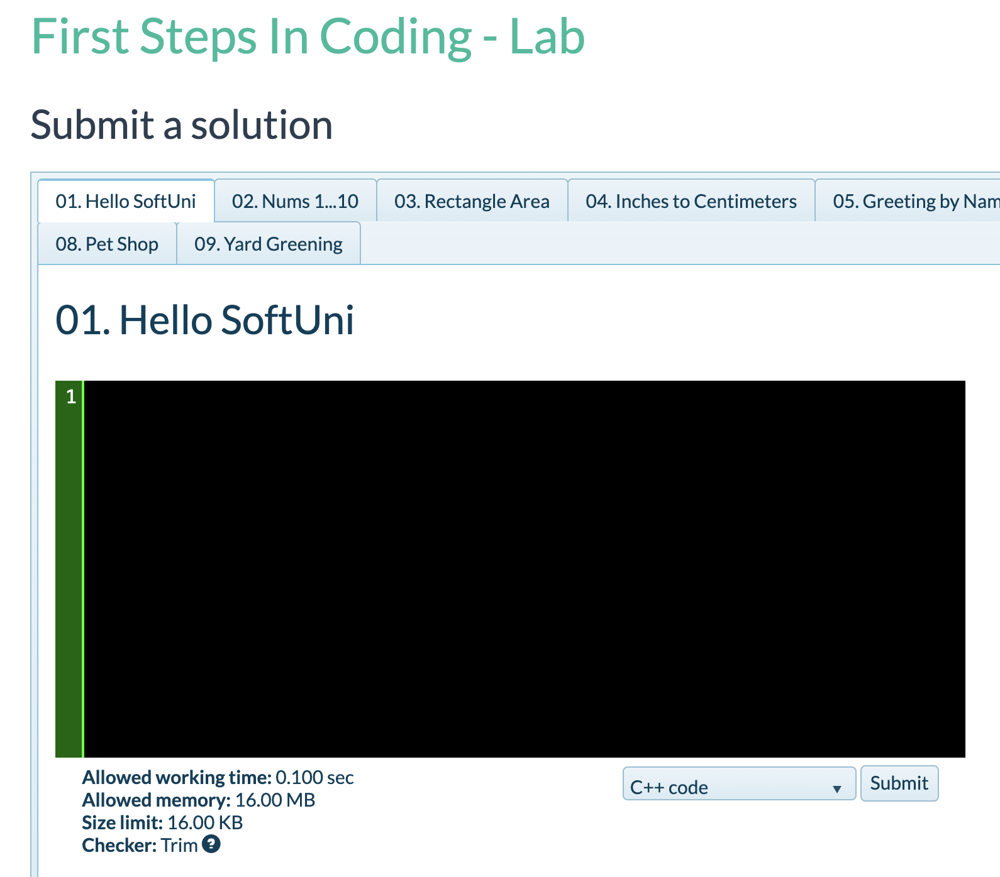 First Steps In Coding - Lab
Submit a solution
01. Hello SoftUni
02. Nums 1...10
03. Rectangle Area
04. Inches to Centimeters
05. Greeting by Nam
08. Pet Shop
09. Yard Greening
01. Hello SoftUni
1
Allowed working time: 0.100 sec
Allowed memory: 16.00 MB
Size limit: 16.00 KB
Checker: Trim ?
C++ code
Submit